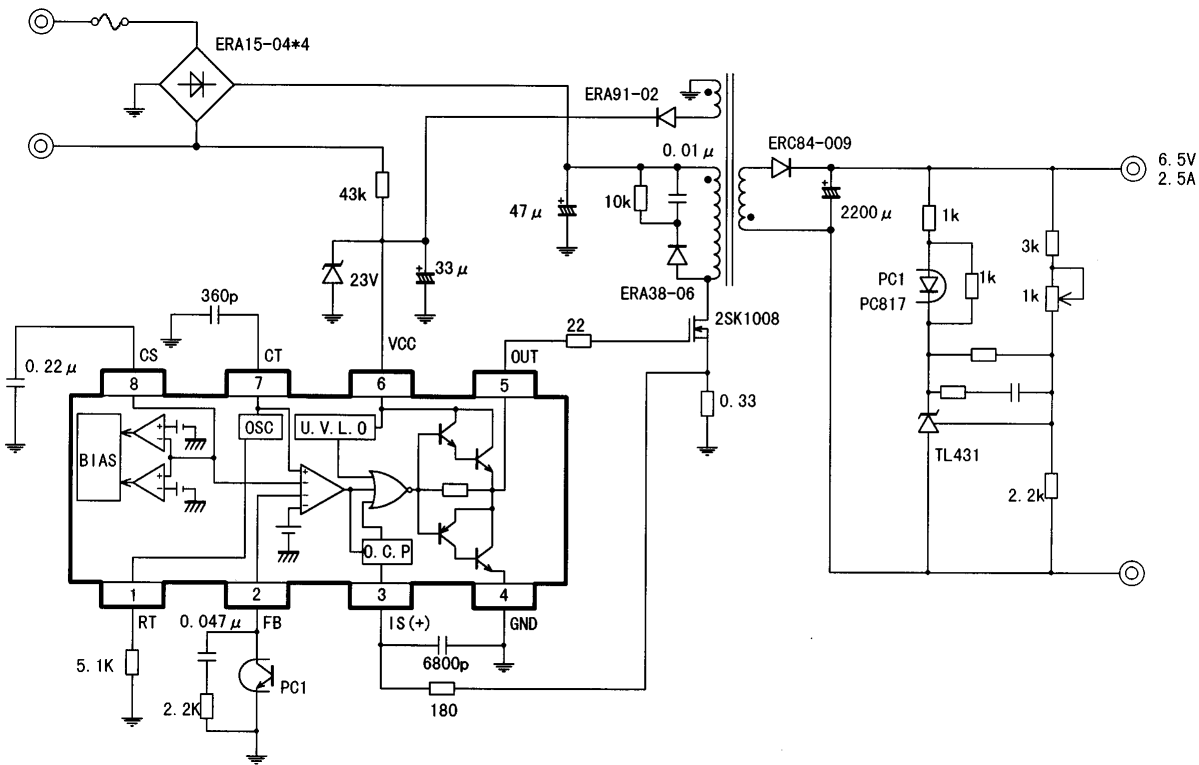 ERA15-04*4
ERA91-02
ERC84-009
6.5V
2.5A
0.01μ
43k
47μ
10k
2200μ
1k
3k
23V
33μ
PC1
PC817
1k
1k
360p
ERA38-06
2SK1008
22
VCC
OUT
CS
CT
0.22μ
8
7
6
5
0.33
OSC
U.V.L.O
BIAS
TL431
2.2k
O.C.P
1
2
3
4
RT
0.047μ
FB
IS(+)
GND
5.1K
6800p
PC1
2.2K
180